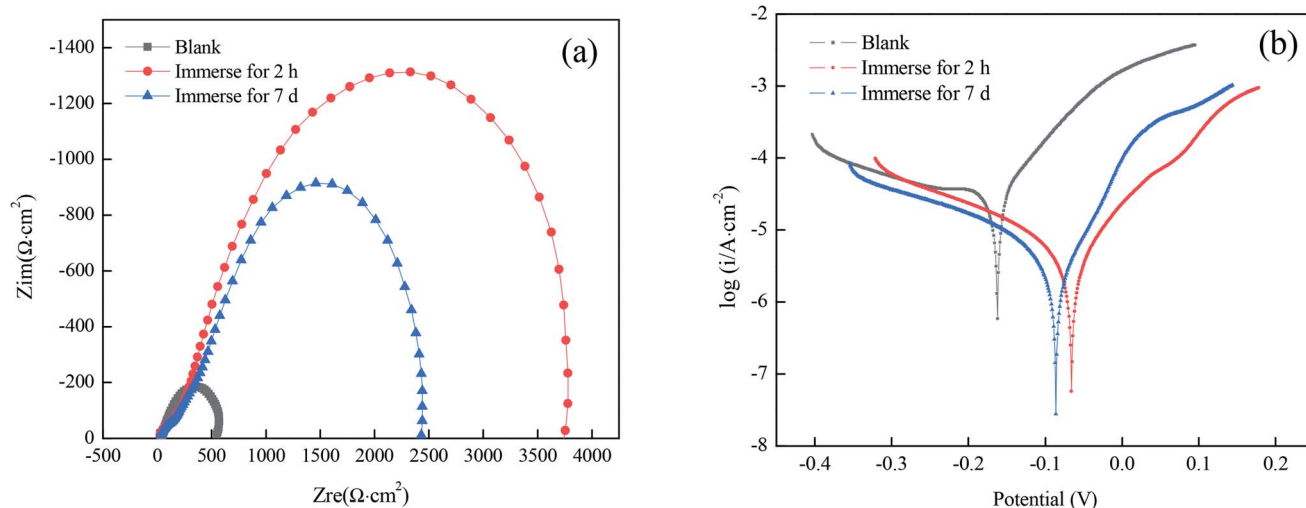 (a)
Blank
Immerse for 2 h
Immerse for 7 d
-1400
-1200
-1000
-800
-600
-400
-200
0
Zim(Ω·cm²)
-500 0 500 1000 1500 2000 2500 3000 3500 4000
Zre(Ω·cm²)
(b)
Blank
Immerse for 2 h
Immerse for 7 d
-2
-3
-4
-5
-6
-7
-8
log (i/A·cm⁻²)
-0.4 -0.3 -0.2 -0.1 0.0 0.1 0.2
Potential (V)